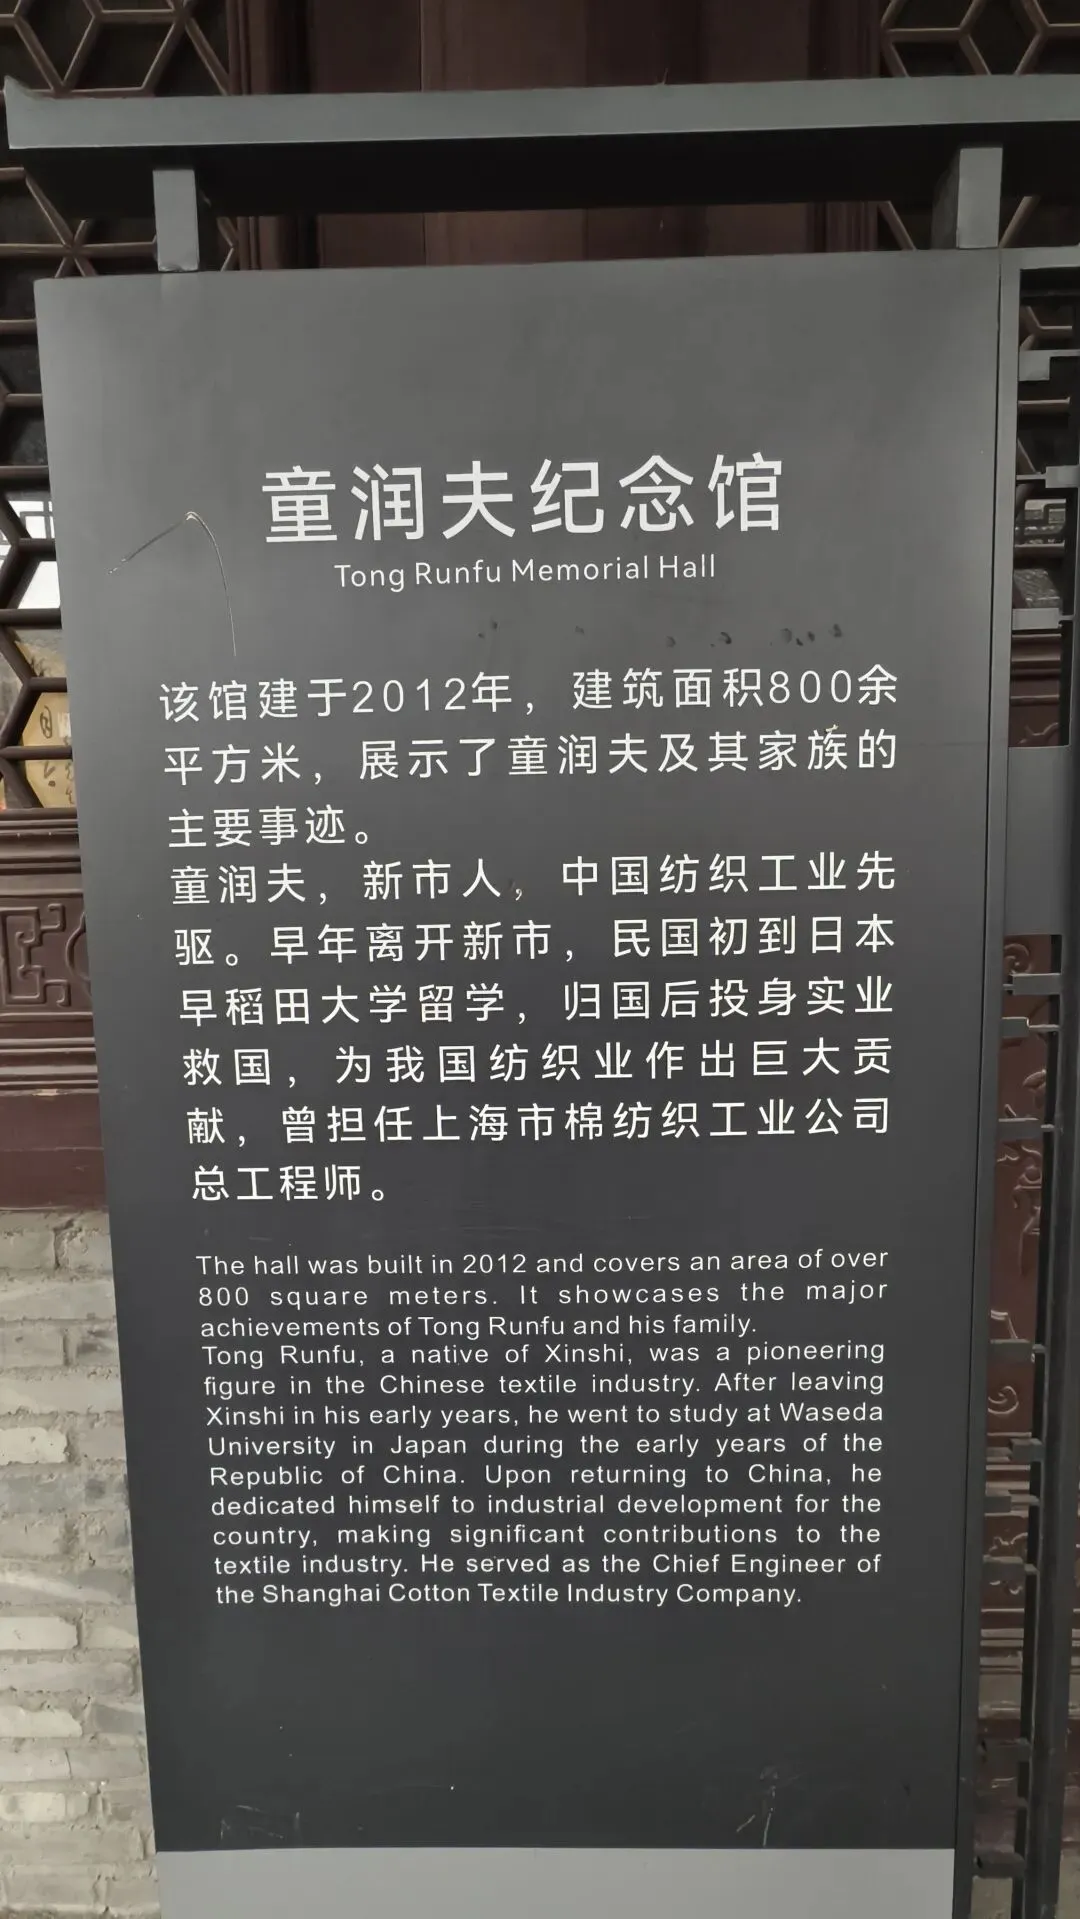 童润夫纪念馆
Tong Runfu Memorial Hall
该馆建于2012年，建筑面积800余
平方米，展示了童润夫及其家族的
主要事迹。
童润夫，新市人，中国纺织工业先
驱。早年离开新市，民国初到日本
早稻田大学留学，归国后投身实业
救国，为我国纺织业作出巨大贡
献，曾担任上海市棉纺织工业公司
总工程师。
The hall was built in 2012 and covers an area of over
800 square meters. It showcases the major
achievements of Tong Runfu and his family.
Tong Runfu, a native of Xinshi, was a pioneering
figure in the Chinese textile industry. After leaving
Xinshi in his early years, he went to study at Waseda
University in Japan during the early years of the
Republic of China. Upon returning to China, he
dedicated himself to industrial development for the
country, making significant contributions to the
textile industry. He served as the Chief Engineer of
the Shanghai Cotton Textile Industry Company.